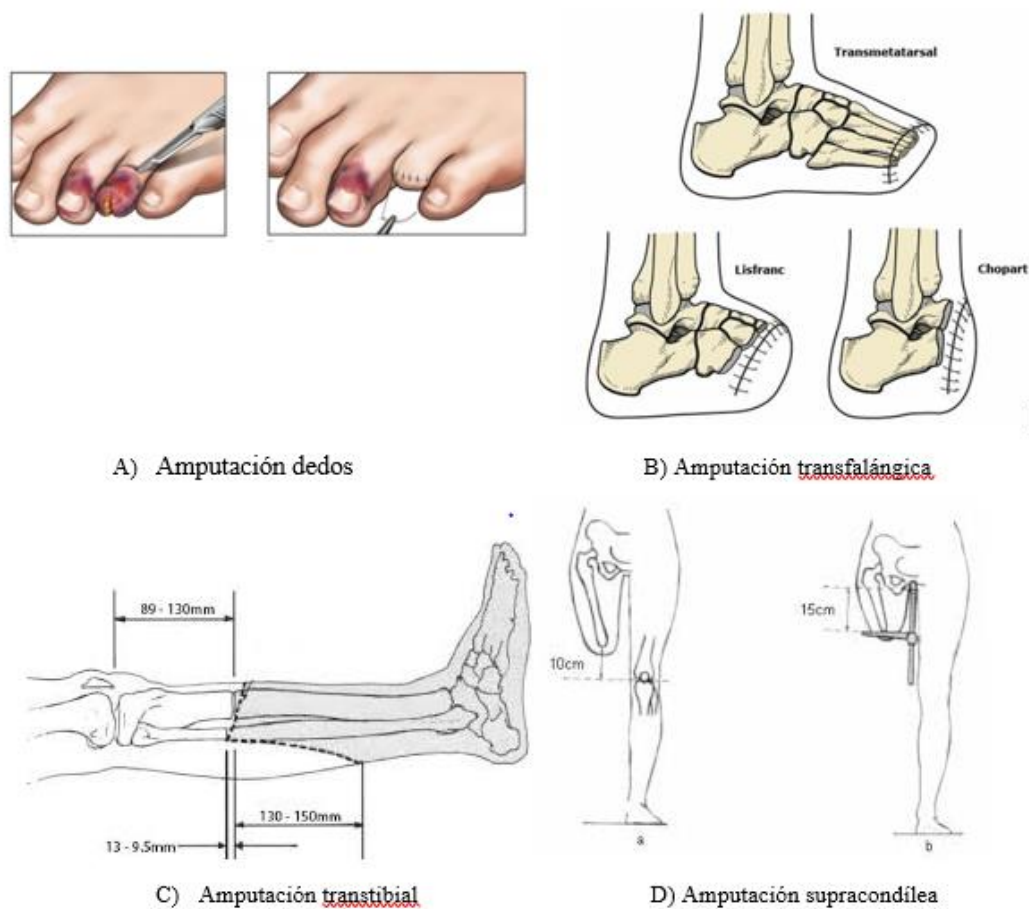 Transmetatarsal
Lisfranc
Chopart
A) Amputación dedos
B) Amputación transfalángica
89 - 130mm
130 - 150mm
13 - 9.5mm
10cm
a
15cm
b
C) Amputación transtibial
D) Amputación supracondílea